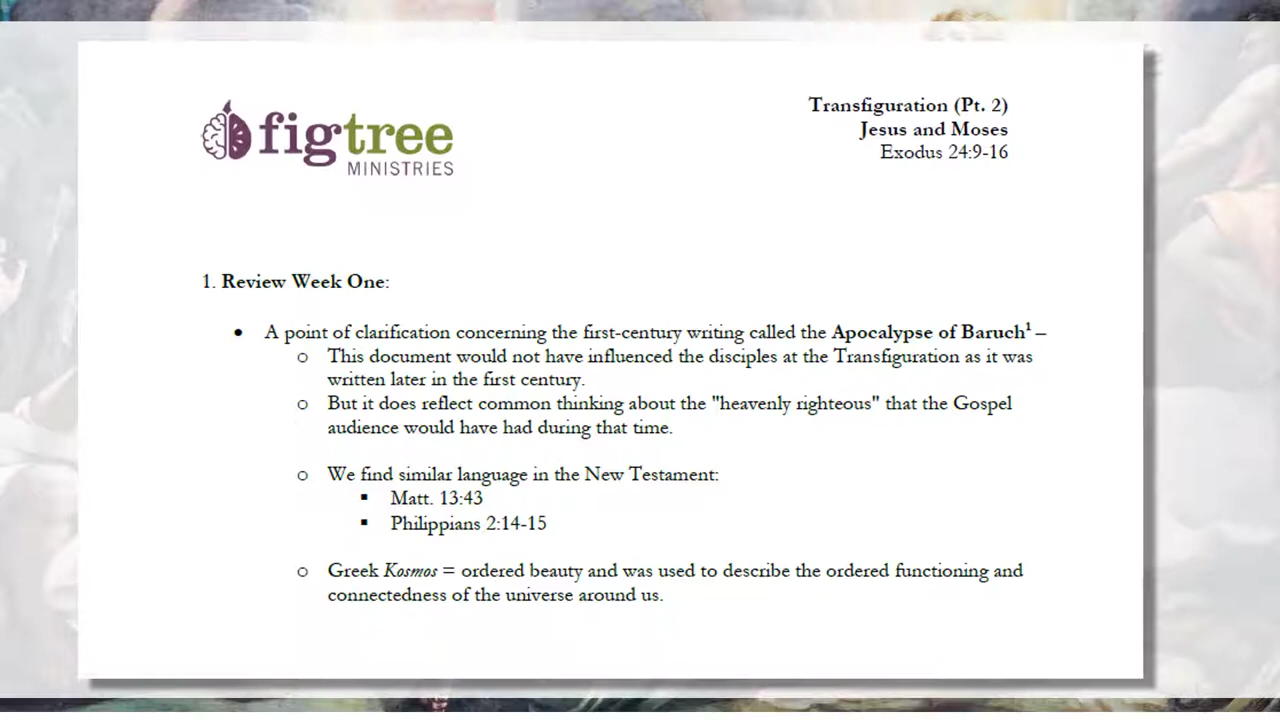 figtree
MINISTRIES
Transfiguration (Pt. 2)
Jesus and Moses
Exodus 24:9-16
1. Review Week One:
• A point of clarification concerning the first-century writing called the Apocalypse of Baruch¹ –
o This document would not have influenced the disciples at the Transfiguration as it was
written later in the first century.
o But it does reflect common thinking about the "heavenly righteous" that the Gospel
audience would have had during that time.
o We find similar language in the New Testament:
▪ Matt. 13:43
▪ Philippians 2:14-15
o Greek Kosmos = ordered beauty and was used to describe the ordered functioning and
connectedness of the universe around us.